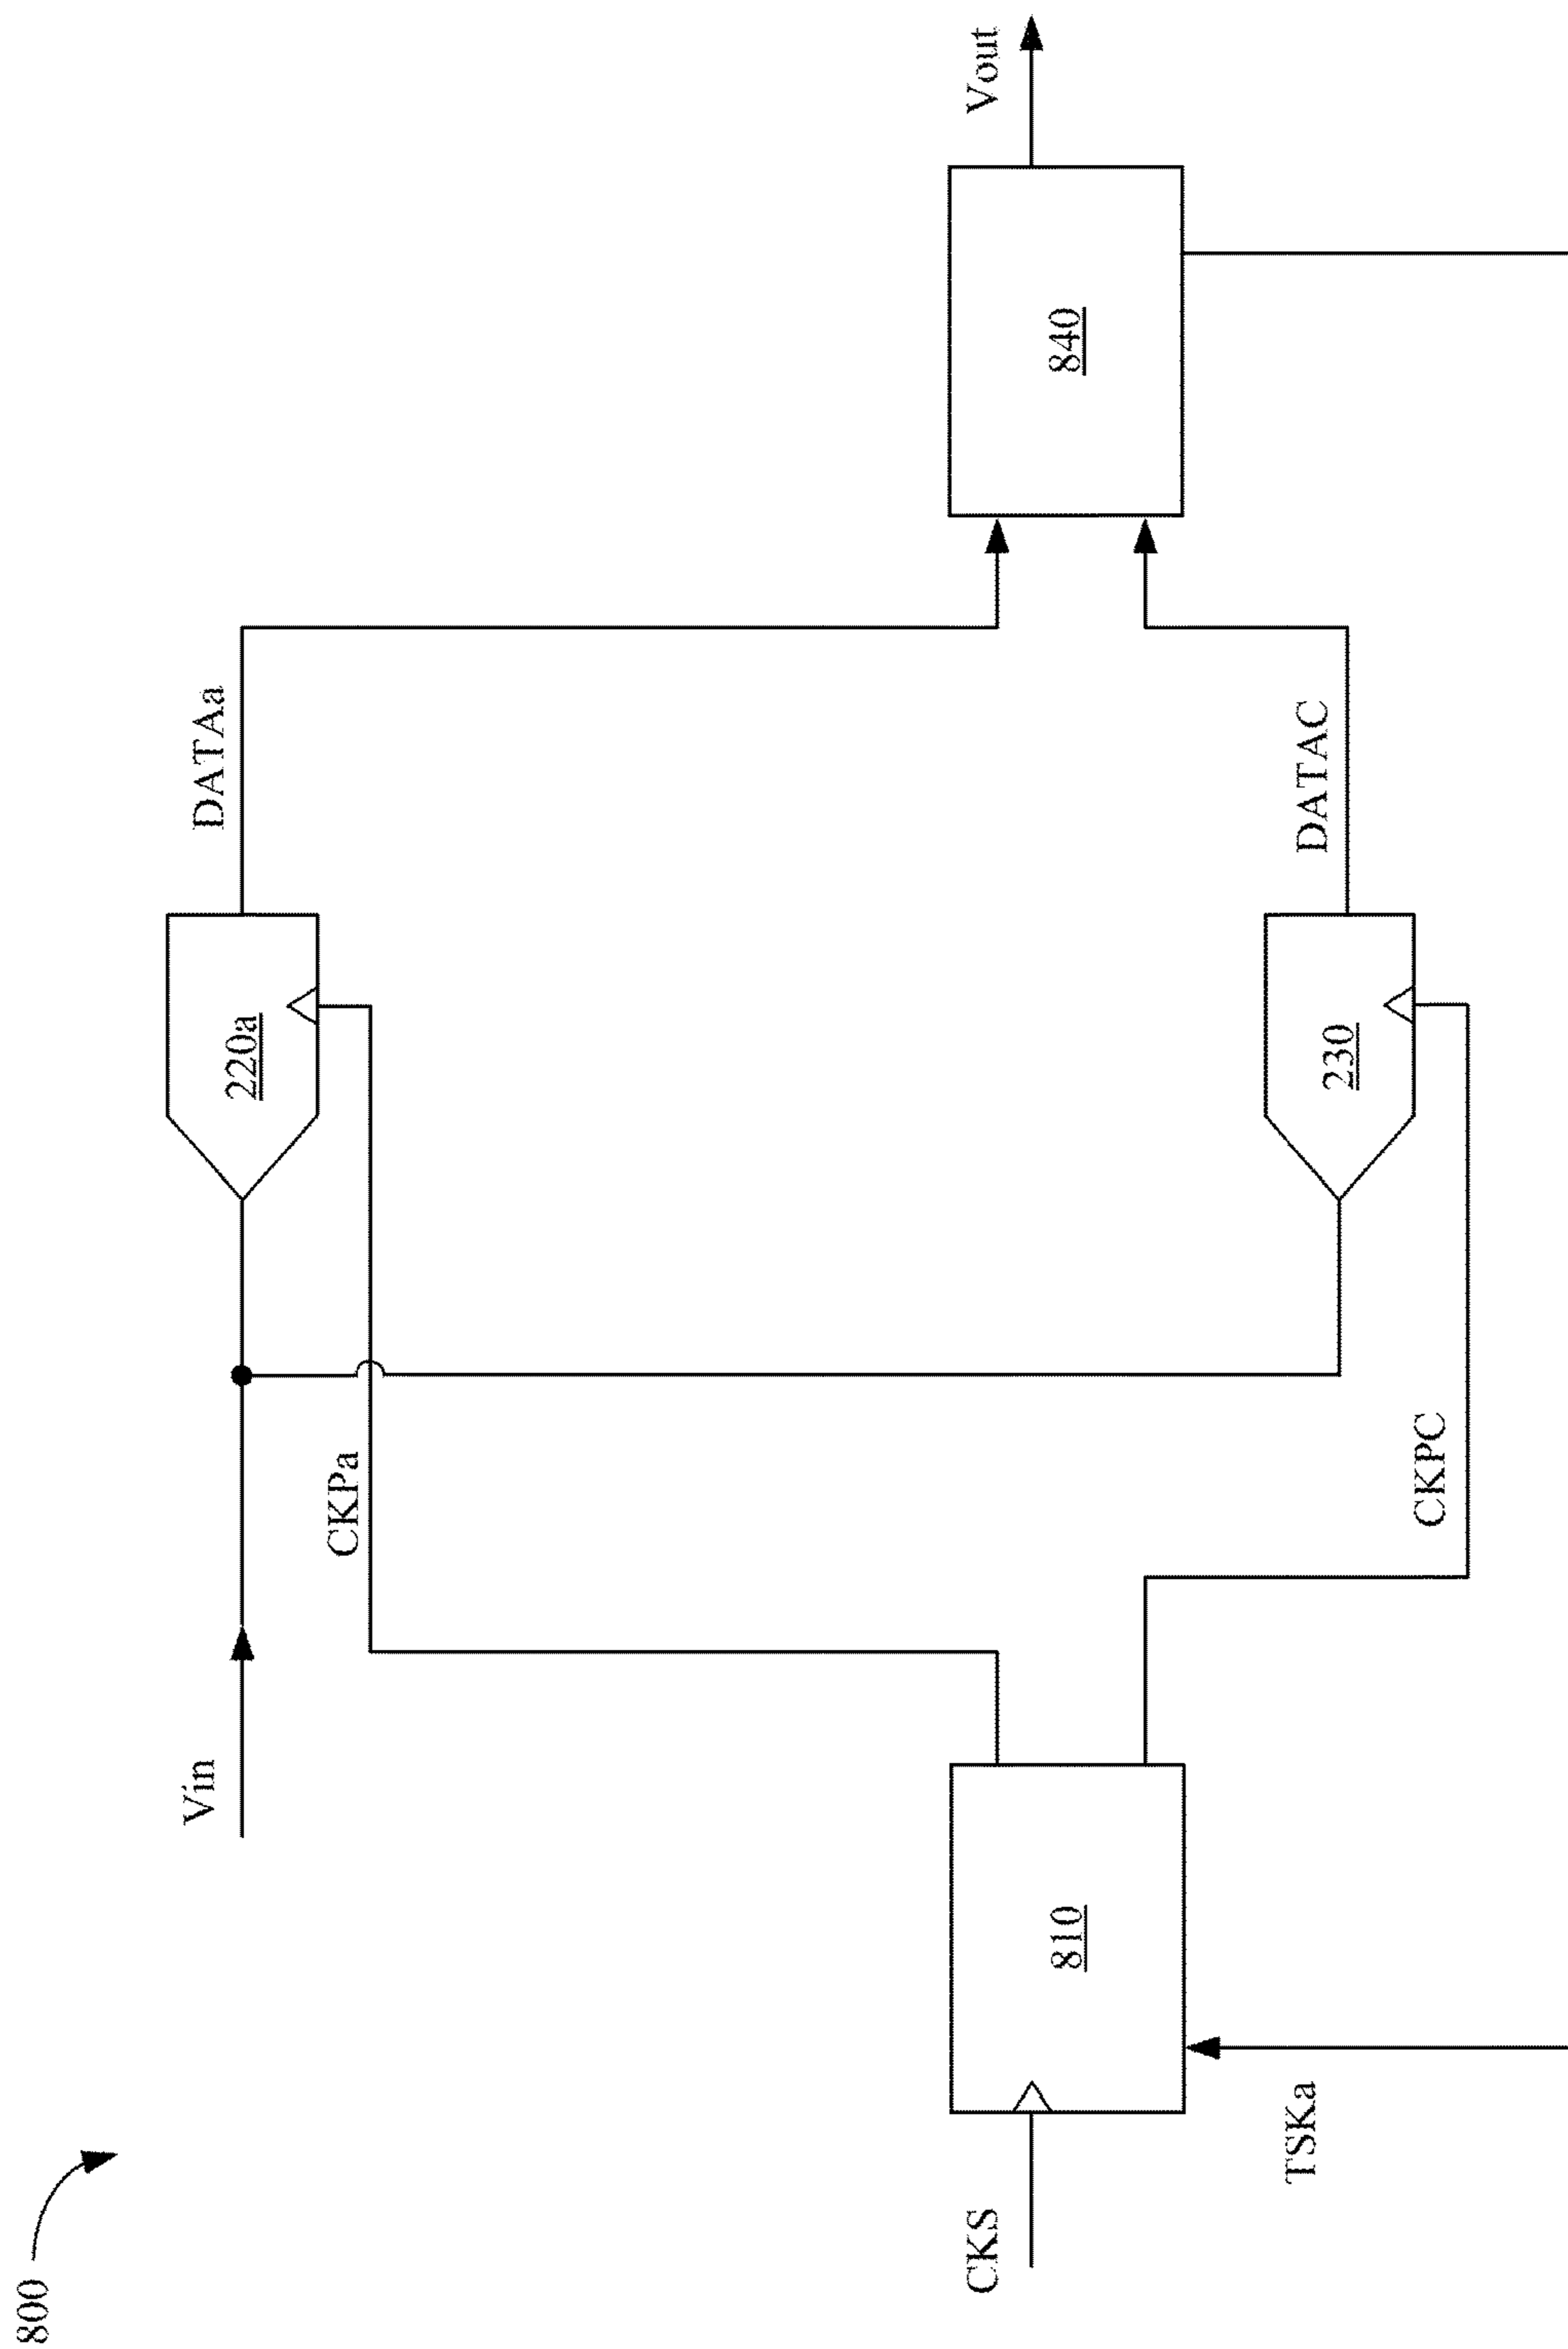 800
Vin
CKPa
220a
DATAa
CKS
810
TSKa
CKPC
230
DATAC
840
Vout